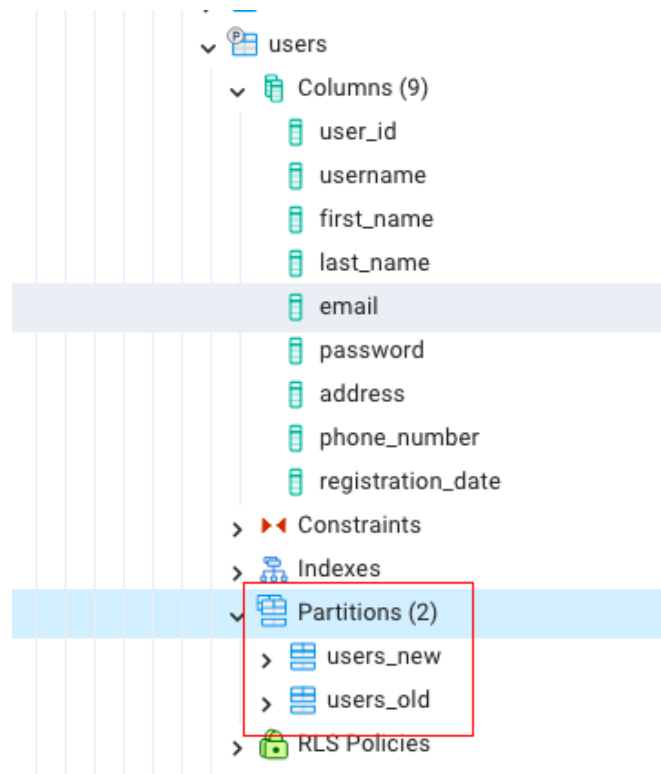 users
Columns (9)
user_id
username
first_name
last_name
email
password
address
phone_number
registration_date
Constraints
Indexes
Partitions (2)
users_new
users_old
RLS Policies